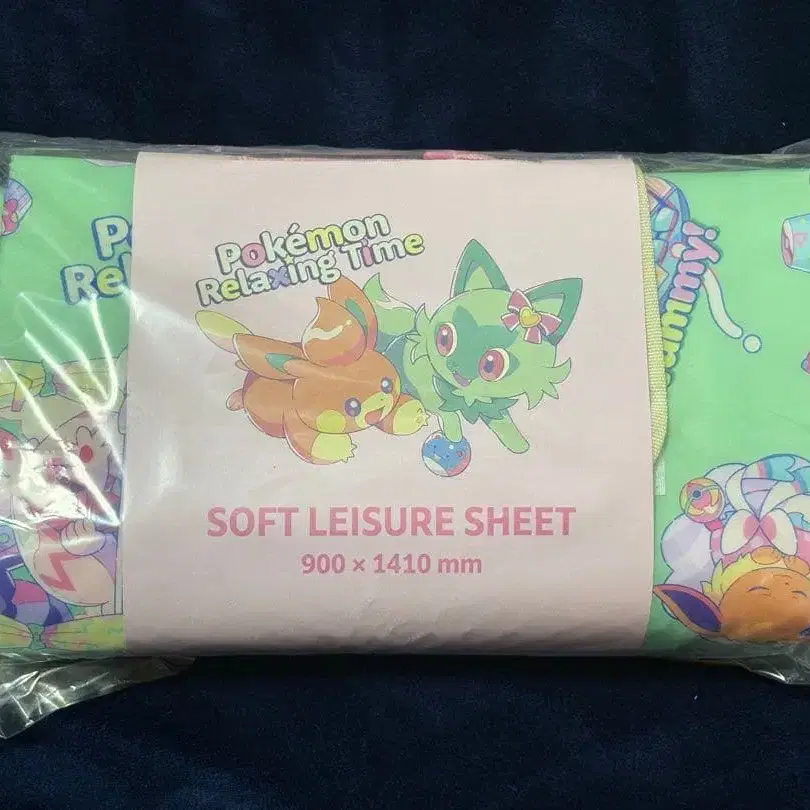 Pokémon
Relaxing Time
SOFT LEISURE SHEET
900 × 1410 mm